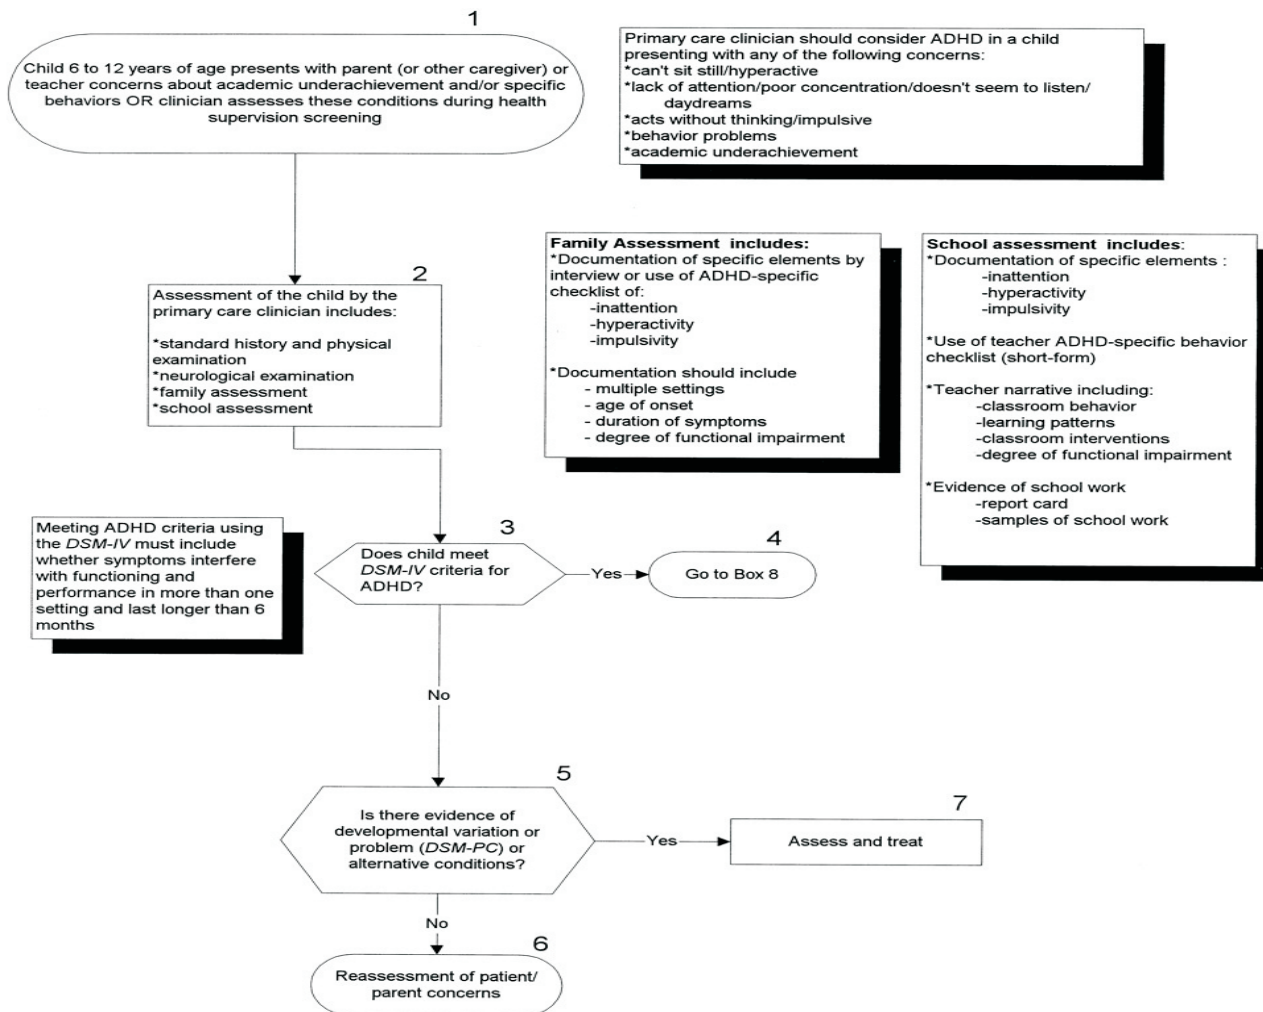 1
Child 6 to 12 years of age presents with parent (or other caregiver) or
teacher concerns about academic underachievement and/or specific
behaviors OR clinician assesses these conditions during health
supervision screening
Primary care clinician should consider ADHD in a child
presenting with any of the following concerns:
*can't sit still/hyperactive
*lack of attention/poor concentration/doesn't seem to listen/
daydreams
*acts without thinking/impulsive
*behavior problems
*academic underachievement
2
Assessment of the child by the
primary care clinician includes:
*standard history and physical
examination
*neurological examination
*family assessment
*school assessment
Family Assessment includes:
*Documentation of specific elements by
interview or use of ADHD-specific
checklist of:
-inattention
-hyperactivity
-impulsivity
*Documentation should include
- multiple settings
- age of onset
- duration of symptoms
- degree of functional impairment
School assessment includes:
*Documentation of specific elements :
-inattention
-hyperactivity
-impulsivity
*Use of teacher ADHD-specific behavior
checklist (short-form)
*Teacher narrative including:
-classroom behavior
-learning patterns
-classroom interventions
-degree of functional impairment
*Evidence of school work
-report card
-samples of school work
Meeting ADHD criteria using
the DSM-IV must include
whether symptoms interfere
with functioning and
performance in more than one
setting and last longer than 6
months
3
Does child meet
DSM-IV criteria for
ADHD?
Yes
4
Go to Box 8
No
5
Is there evidence of
developmental variation or
problem (DSM-PC) or
alternative conditions?
Yes
7
Assess and treat
No
6
Reassessment of patient/
parent concerns